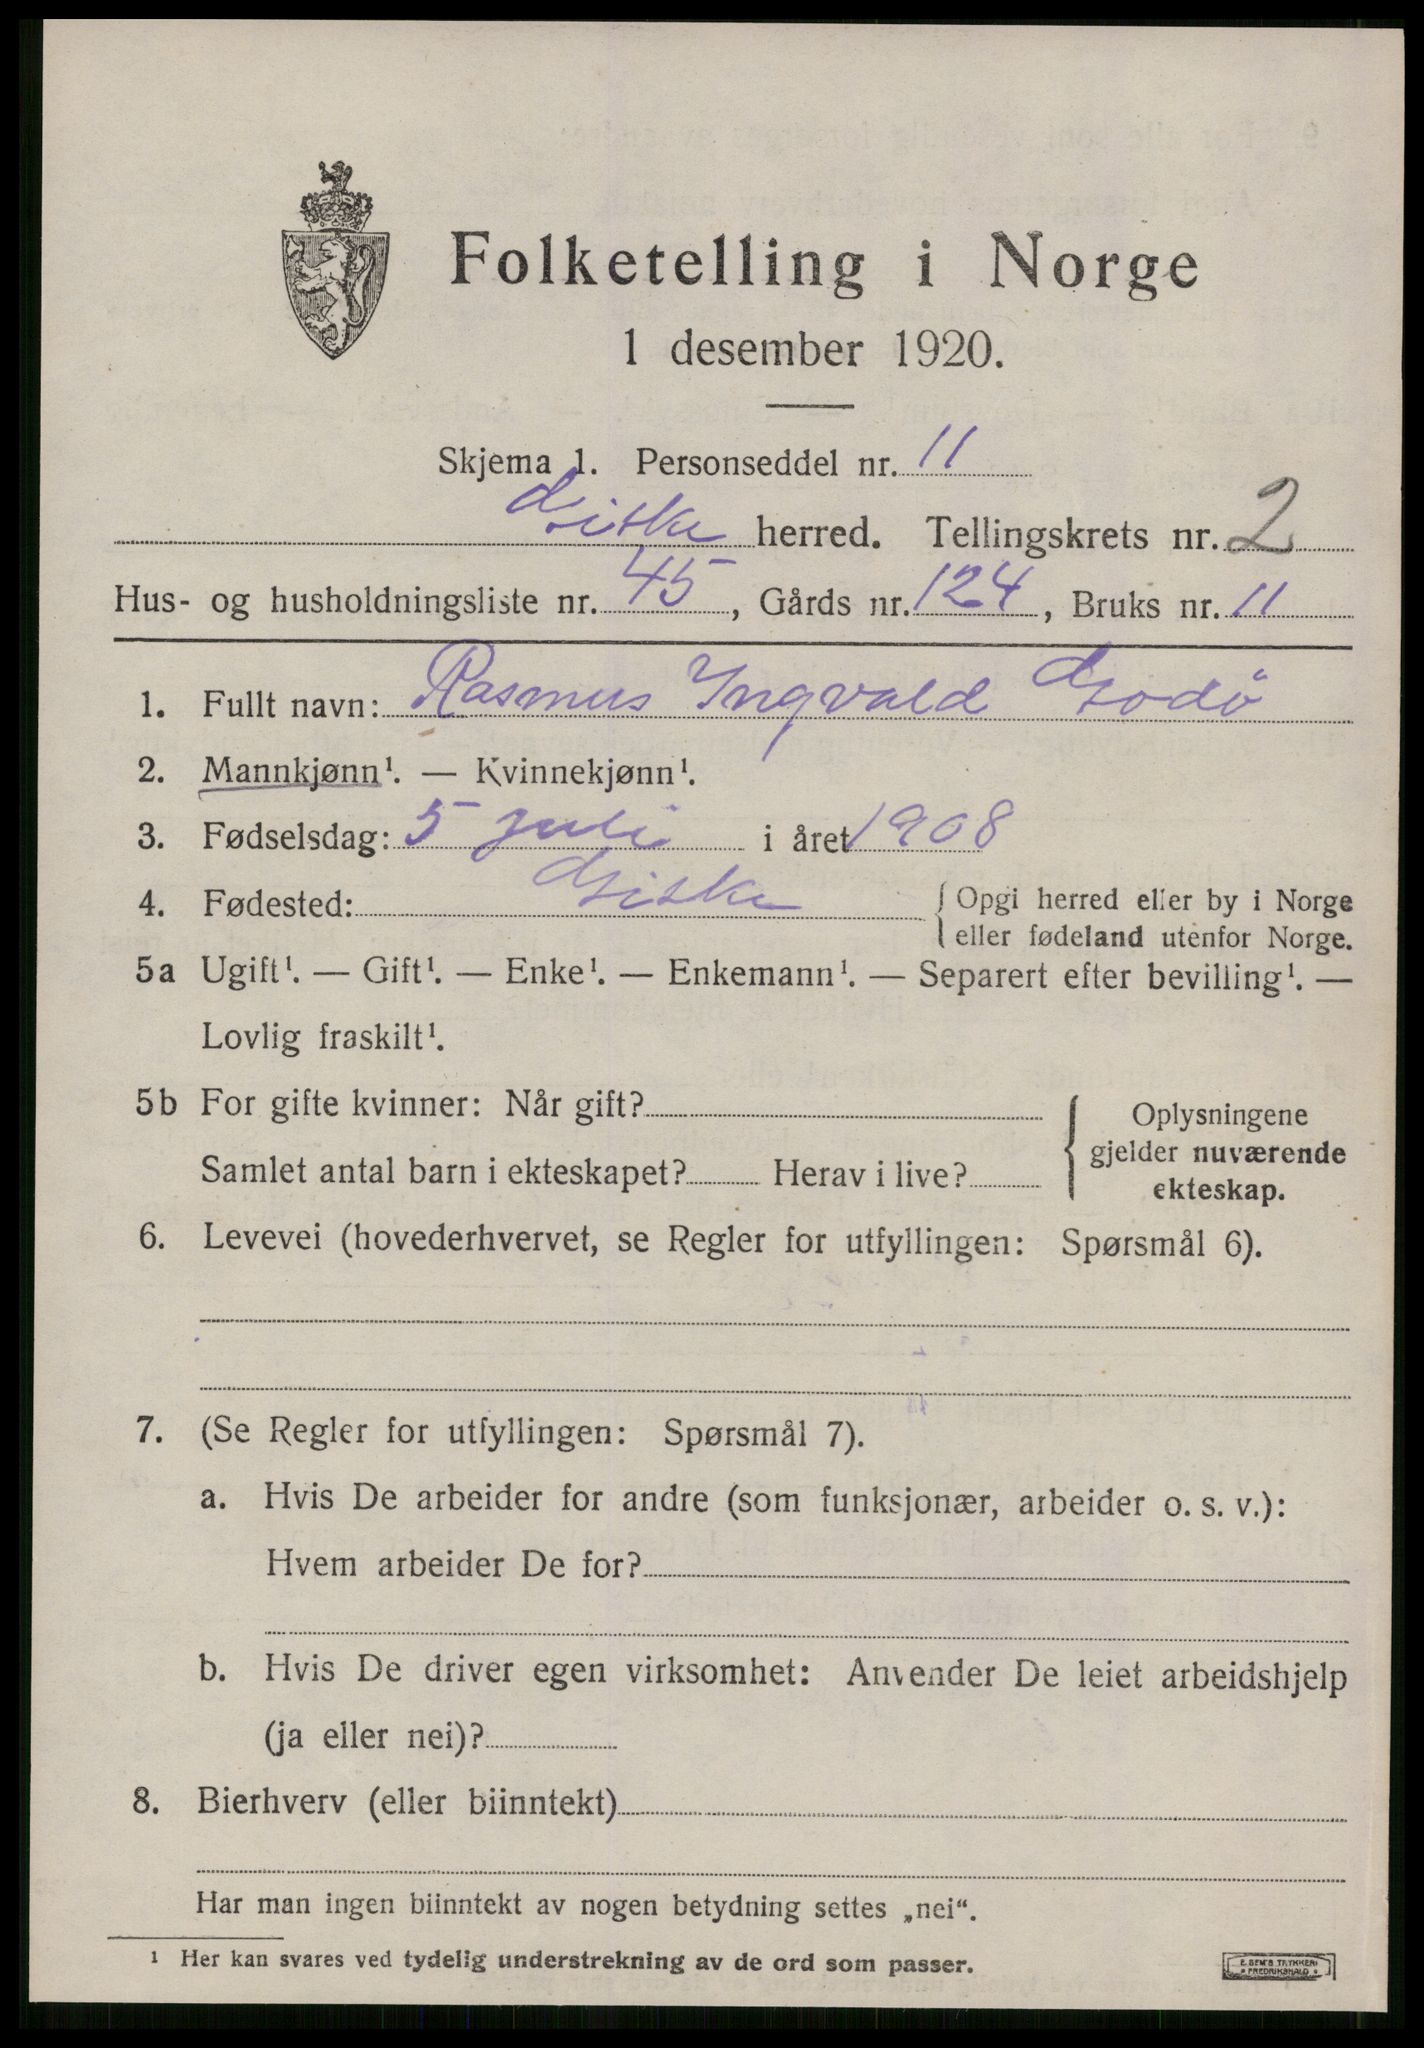 Folketelling i Norge
1 desember 1920.
Skjema 1. Personseddel nr. 11
Giske herred. Tellingskrets nr. 2
Hus- og husholdningsliste nr. 45, Gårds nr. 124, Bruks nr. 11
1. Fullt navn: Rasmus Ingvald Godö
2. Mannkjønn¹. — Kvinnekjønn¹.
3. Fødselsdag: 5 juli i året 1908
4. Fødested: Giske {Opgi herred eller by i Norge
eller fødeland utenfor Norge.
5a Ugift¹. — Gift¹. — Enke¹. — Enkemann¹. — Separert efter bevilling¹. —
Lovlig fraskilt¹.
5b For gifte kvinner: Når gift? { Oplysningene
gjelder nuværende
Samlet antal barn i ekteskapet? Herav i live?
ekteskap.
6. Levevei (hovederhvervet, se Regler for utfyllingen: Spørsmål 6).
7. (Se Regler for utfyllingen: Spørsmål 7).
a. Hvis De arbeider for andre (som funksjonær, arbeider o. s. v.):
Hvem arbeider De for?
b. Hvis De driver egen virksomhet: Anvender De leiet arbeidshjelp
(ja eller nei)?
8. Bierhverv (eller biinntekt)
Har man ingen biinntekt av nogen betydning settes „nei“.
¹ Her kan svares ved tydelig understrekning av de ord som passer.
E. SEM'S TRYKKERI
FREDRIKSHALD